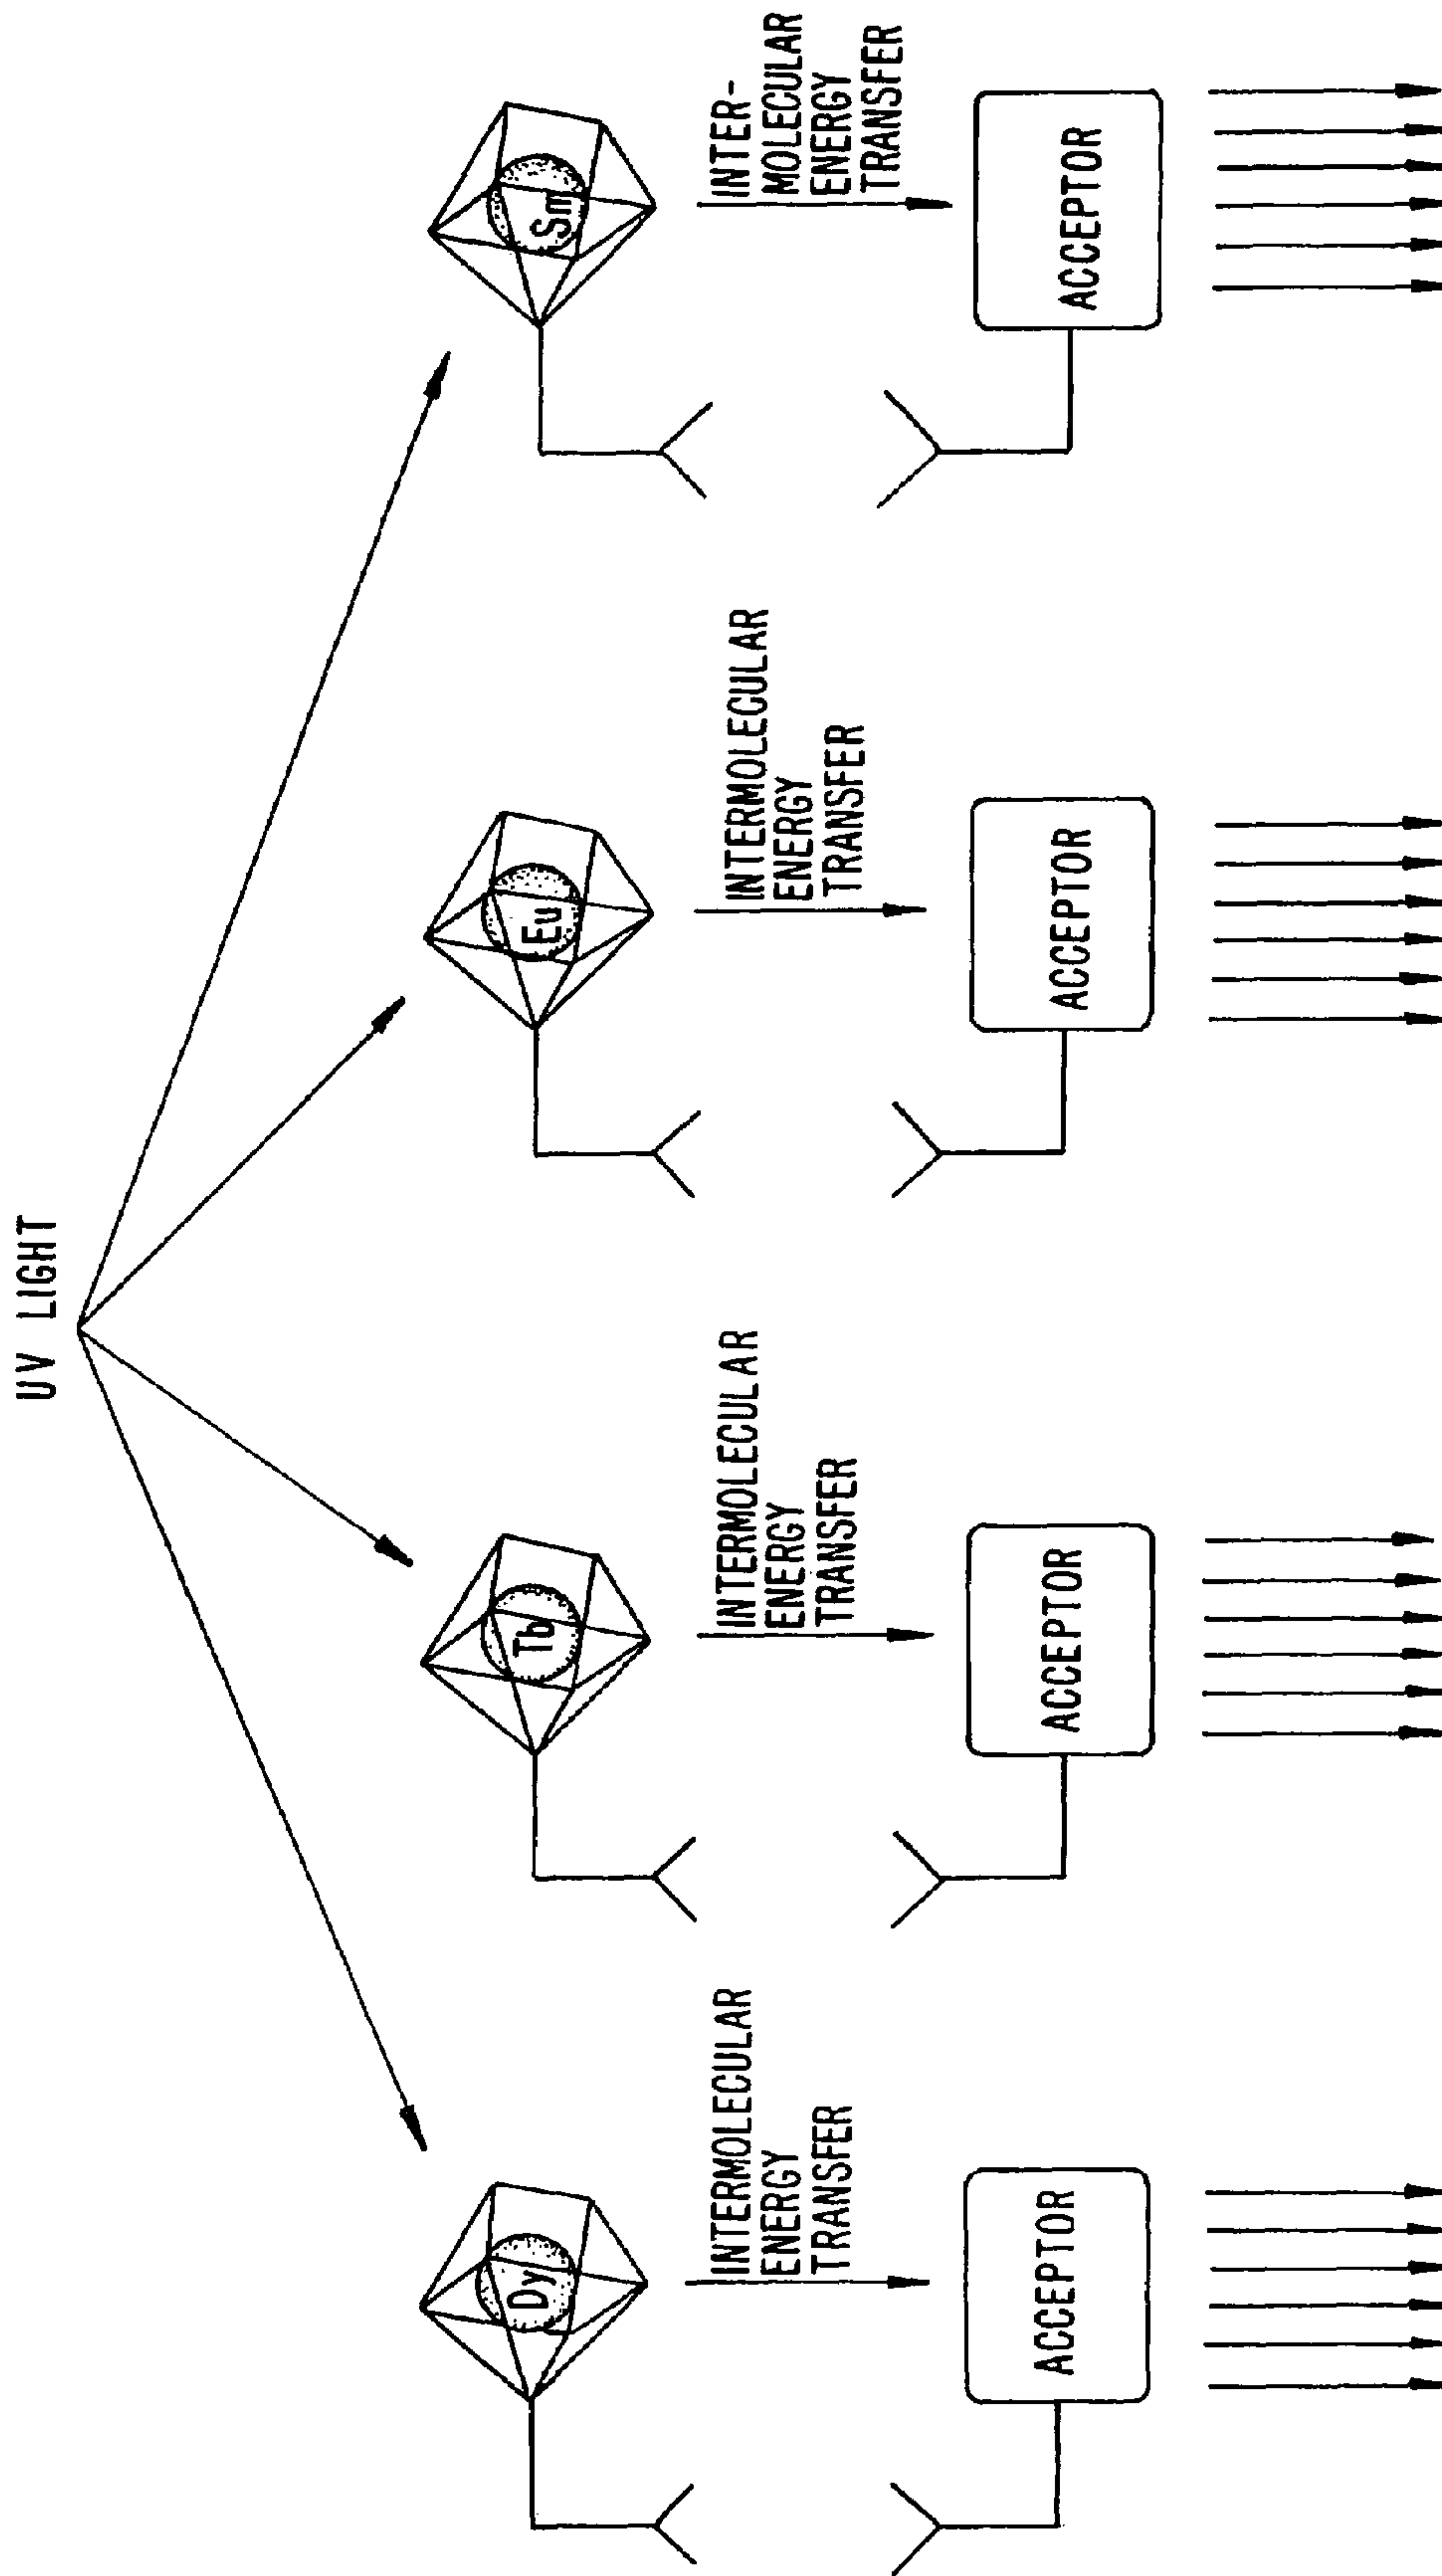 UV LIGHT
Dy
Tb
Eu
Sm
INTERMOLECULAR
ENERGY
TRANSFER
INTERMOLECULAR
ENERGY
TRANSFER
INTERMOLECULAR
ENERGY
TRANSFER
INTER-
MOLECULAR
ENERGY
TRANSFER
ACCEPTOR
ACCEPTOR
ACCEPTOR
ACCEPTOR